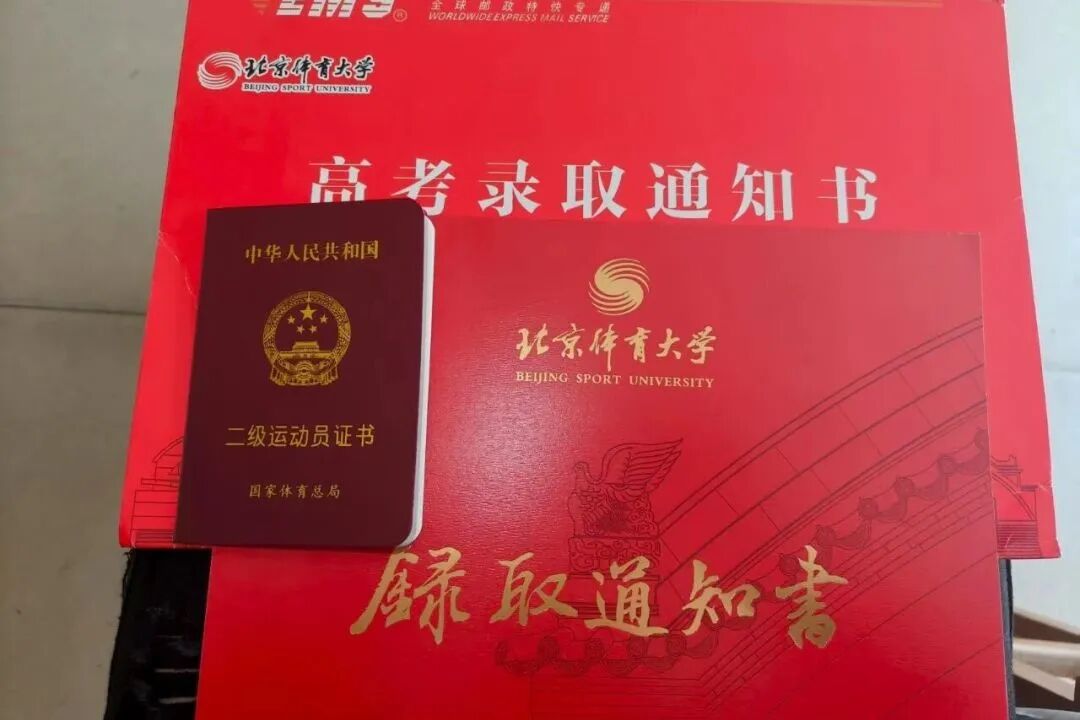 EMS®
全球邮政特快专递
WORLDWIDE EXPRESS MAIL SERVICE
北京体育大学
BEIJING SPORT UNIVERSITY
高考录取通知书
中华人民共和国
二级运动员证书
国家体育总局
北京体育大学
BEIJING SPORT UNIVERSITY
録取通知書